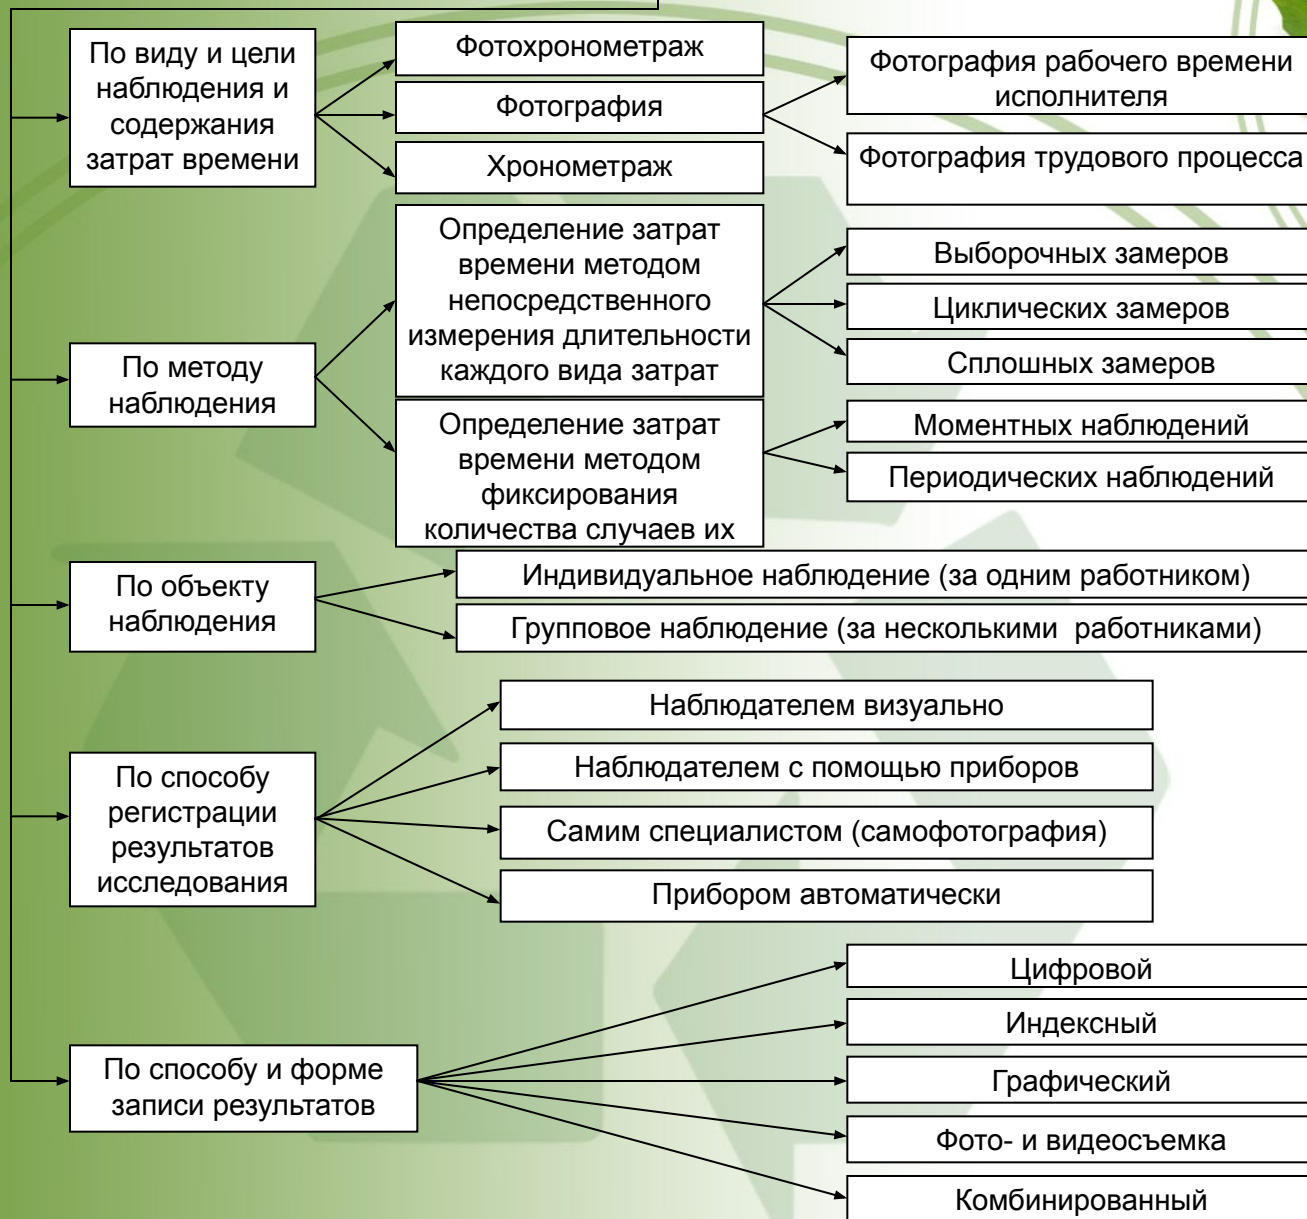 По виду и цели
наблюдения и
содержания
затрат времени
Фотохронометраж
Фотография
Хронометраж
Фотография рабочего времени
исполнителя
Фотография трудового процесса
По методу
наблюдения
Определение затрат
времени методом
непосредственного
измерения длительности
каждого вида затрат
Выборочных замеров
Циклических замеров
Сплошных замеров
Определение затрат
времени методом
фиксирования
количества случаев их
Моментных наблюдений
Периодических наблюдений
По объекту
наблюдения
Индивидуальное наблюдение (за одним работником)
Групповое наблюдение (за несколькими работниками)
По способу
регистрации
результатов
исследования
Наблюдателем визуально
Наблюдателем с помощью приборов
Самим специалистом (самофотография)
Прибором автоматически
По способу и форме
записи результатов
Цифровой
Индексный
Графический
Фото- и видеосъемка
Комбинированный